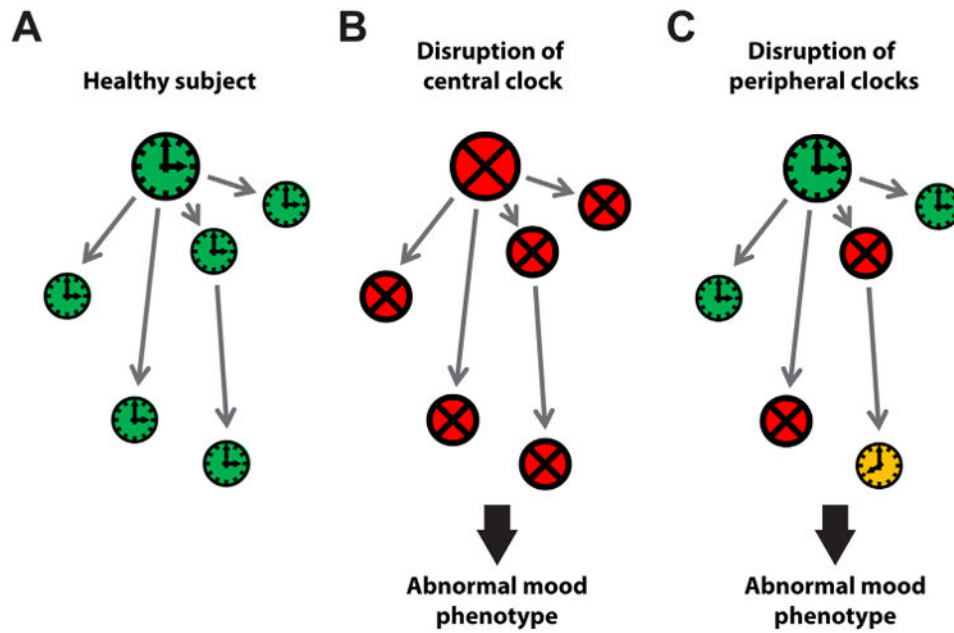 A
Healthy subject
B
Disruption of
central clock
Abnormal mood
phenotype
C
Disruption of
peripheral clocks
Abnormal mood
phenotype